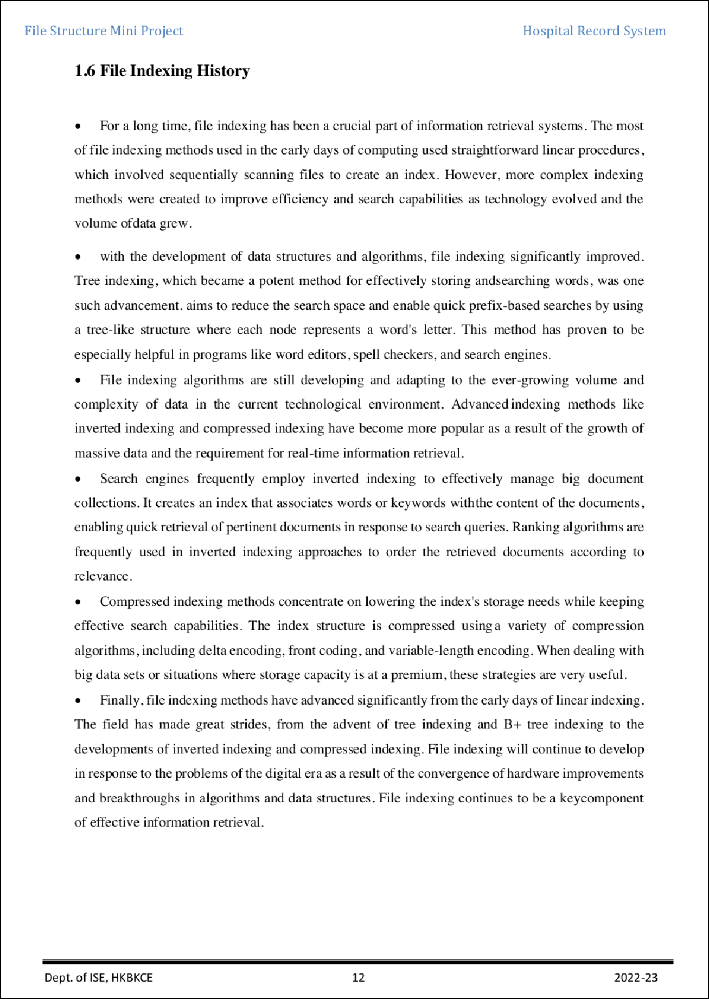 File Structure Mini Project Hospital Record System
1.6 File Indexing History
• For a long time, file indexing has been a crucial part of information retrieval systems. The most
of file indexing methods used in the early days of computing used straightforward linear procedures,
which involved sequentially scanning files to create an index. However, more complex indexing
methods were created to improve efficiency and search capabilities as technology evolved and the
volume ofdata grew.
• with the development of data structures and algorithms, file indexing significantly improved.
Tree indexing, which became a potent method for effectively storing andsearching words, was one
such advancement. aims to reduce the search space and enable quick prefix-based searches by using
a tree-like structure where each node represents a word's letter. This method has proven to be
especially helpful in programs like word editors, spell checkers, and search engines.
• File indexing algorithms are still developing and adapting to the ever-growing volume and
complexity of data in the current technological environment. Advanced indexing methods like
inverted indexing and compressed indexing have become more popular as a result of the growth of
massive data and the requirement for real-time information retrieval.
• Search engines frequently employ inverted indexing to effectively manage big document
collections. It creates an index that associates words or keywords withthe content of the documents,
enabling quick retrieval of pertinent documents in response to search queries. Ranking algorithms are
frequently used in inverted indexing approaches to order the retrieved documents according to
relevance.
• Compressed indexing methods concentrate on lowering the index's storage needs while keeping
effective search capabilities. The index structure is compressed using a variety of compression
algorithms, including delta encoding, front coding, and variable-length encoding. When dealing with
big data sets or situations where storage capacity is at a premium, these strategies are very useful.
• Finally, file indexing methods have advanced significantly from the early days of linear indexing.
The field has made great strides, from the advent of tree indexing and B+ tree indexing to the
developments of inverted indexing and compressed indexing. File indexing will continue to develop
in response to the problems of the digital era as a result of the convergence of hardware improvements
and breakthroughs in algorithms and data structures. File indexing continues to be a keycomponent
of effective information retrieval.
Dept. of ISE, HKBKCE 12 2022-23